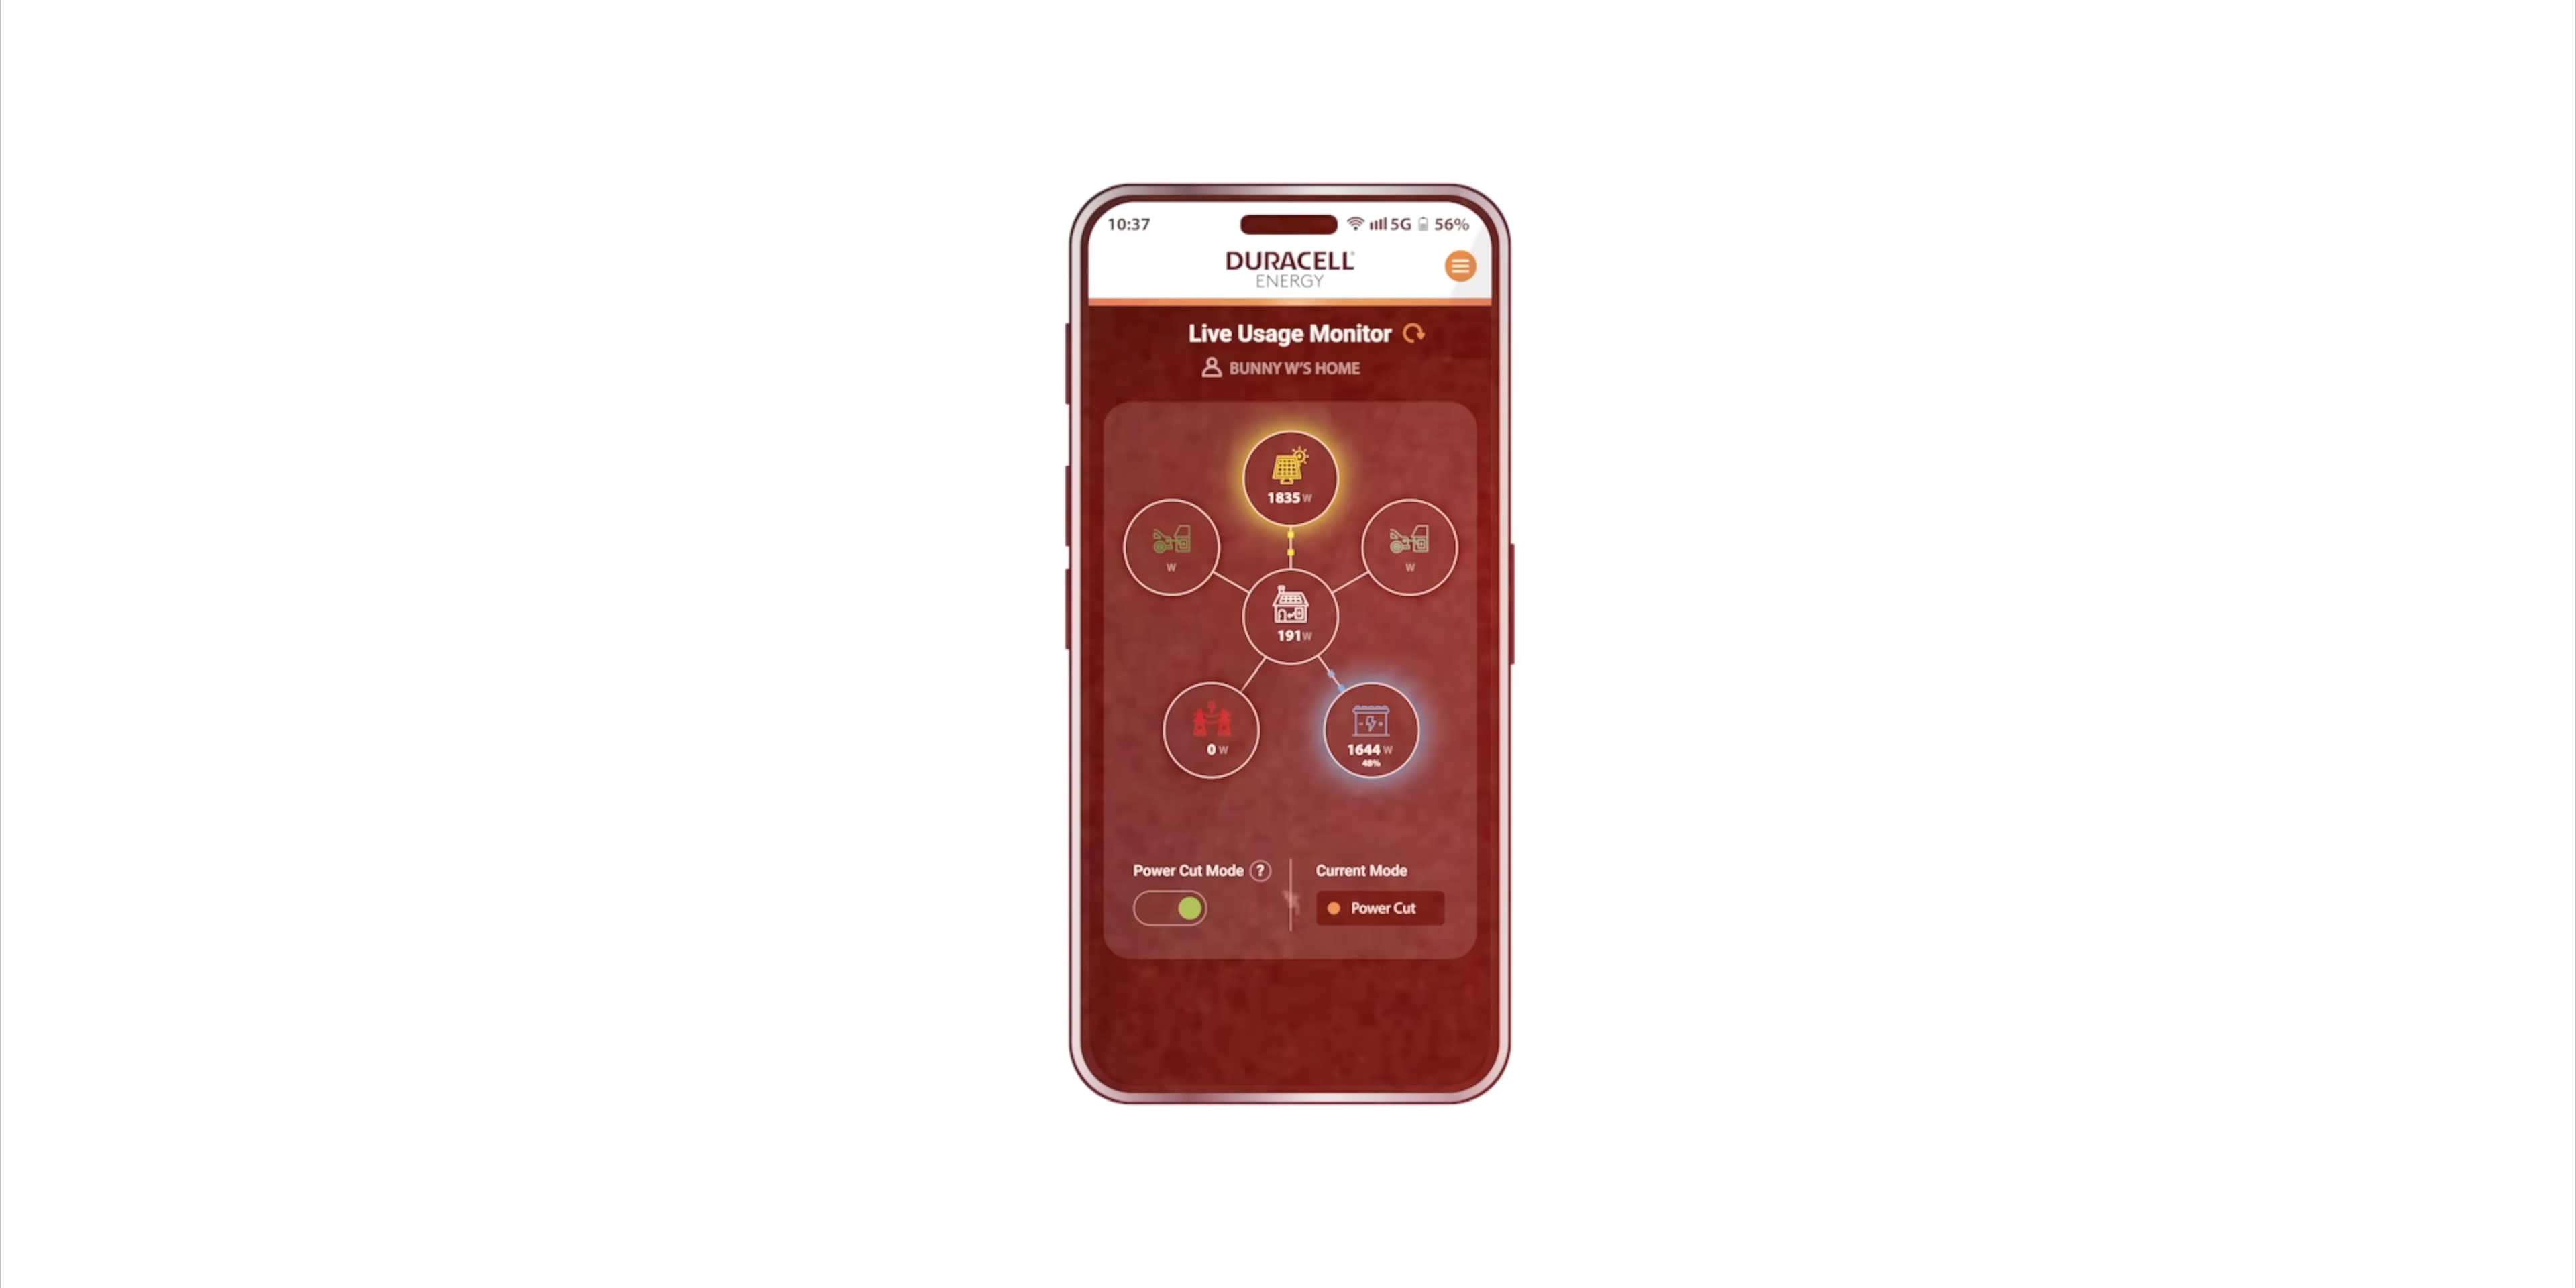 10:37 5G 56%
DURACELL
ENERGY
Live Usage Monitor
BUNNY W'S HOME
1835 W
W
W
191 W
0 W
1644 W
48%
Power Cut Mode ?
Current Mode
Power Cut